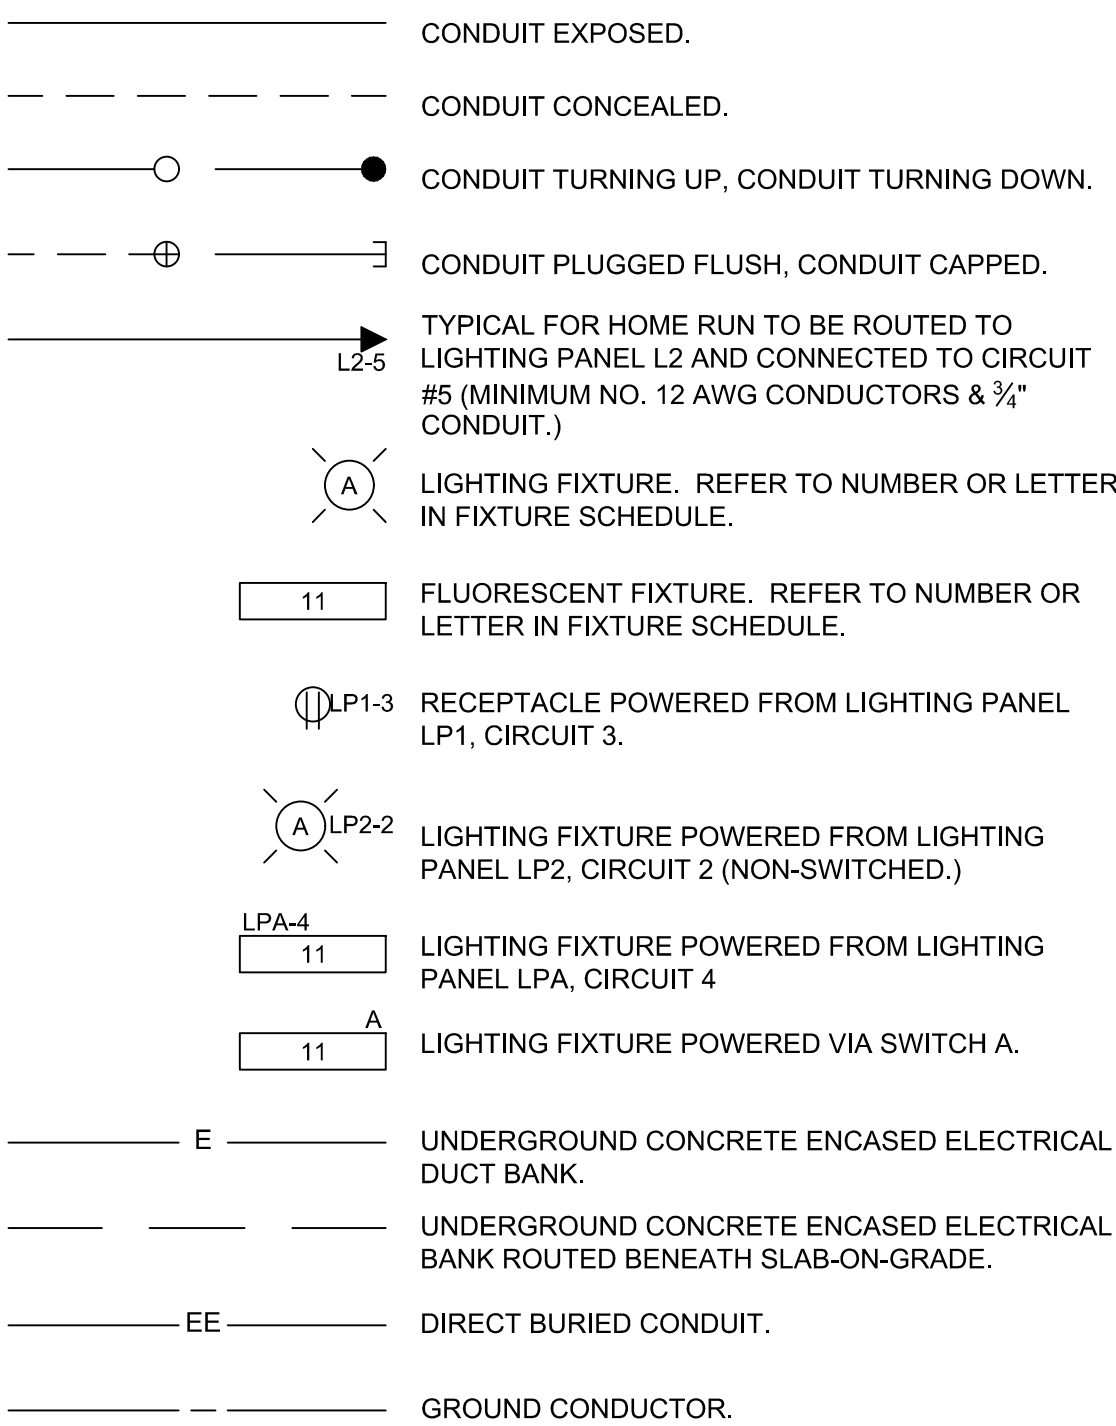 CONDUIT EXPOSED.
CONDUIT CONCEALED.
CONDUIT TURNING UP, CONDUIT TURNING DOWN.
CONDUIT PLUGGED FLUSH, CONDUIT CAPPED.
L2-5
TYPICAL FOR HOME RUN TO BE ROUTED TO
LIGHTING PANEL L2 AND CONNECTED TO CIRCUIT
#5 (MINIMUM NO. 12 AWG CONDUCTORS & ¾"
CONDUIT.)
A
LIGHTING FIXTURE. REFER TO NUMBER OR LETTER
IN FIXTURE SCHEDULE.
11
FLUORESCENT FIXTURE. REFER TO NUMBER OR
LETTER IN FIXTURE SCHEDULE.
LP1-3
RECEPTACLE POWERED FROM LIGHTING PANEL
LP1, CIRCUIT 3.
A LP2-2
LIGHTING FIXTURE POWERED FROM LIGHTING
PANEL LP2, CIRCUIT 2 (NON-SWITCHED.)
LPA-4
11
LIGHTING FIXTURE POWERED FROM LIGHTING
PANEL LPA, CIRCUIT 4
A
11
LIGHTING FIXTURE POWERED VIA SWITCH A.
E
UNDERGROUND CONCRETE ENCASED ELECTRICAL
DUCT BANK.
UNDERGROUND CONCRETE ENCASED ELECTRICAL
BANK ROUTED BENEATH SLAB-ON-GRADE.
EE
DIRECT BURIED CONDUIT.
GROUND CONDUCTOR.